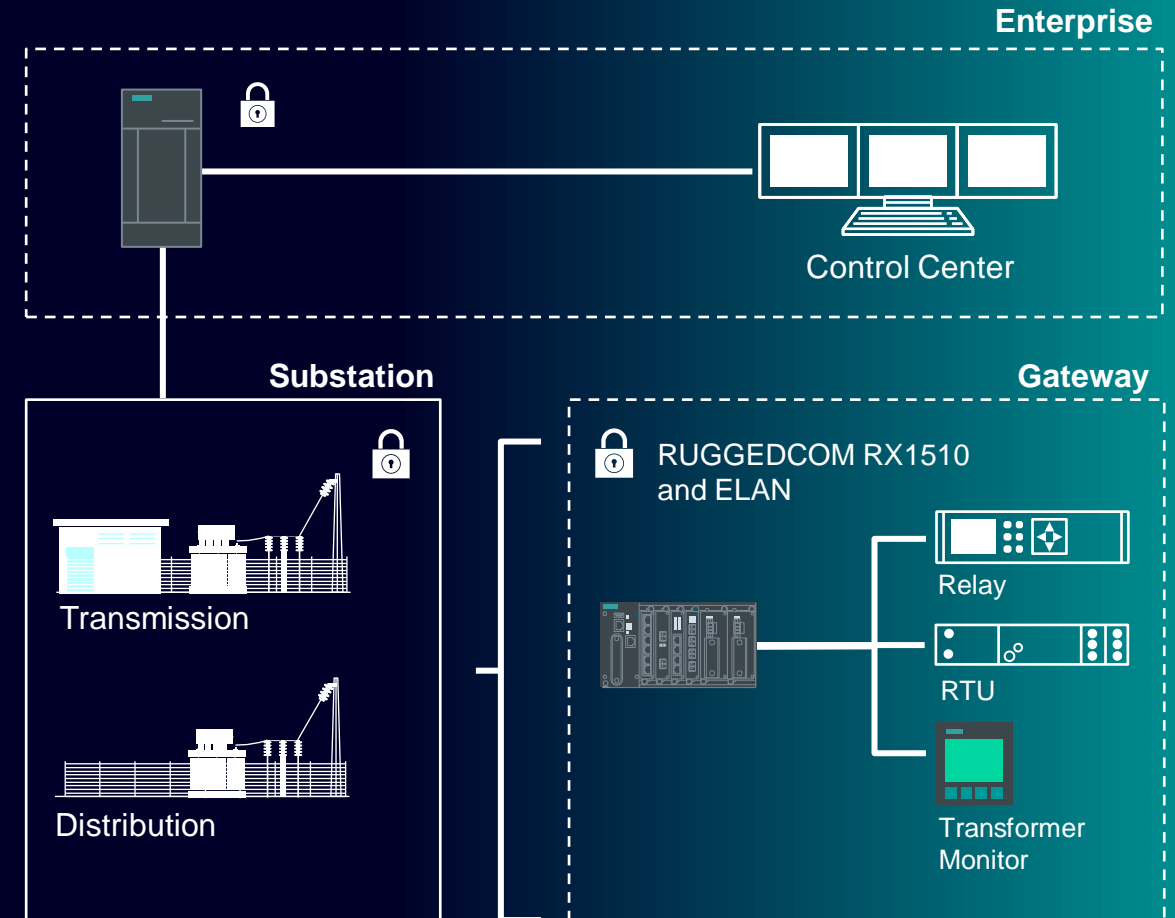 Enterprise
Control Center
Substation
Gateway
RUGGEDCOM RX1510
and ELAN
Relay
Transmission
RTU
Distribution
Transformer
Monitor